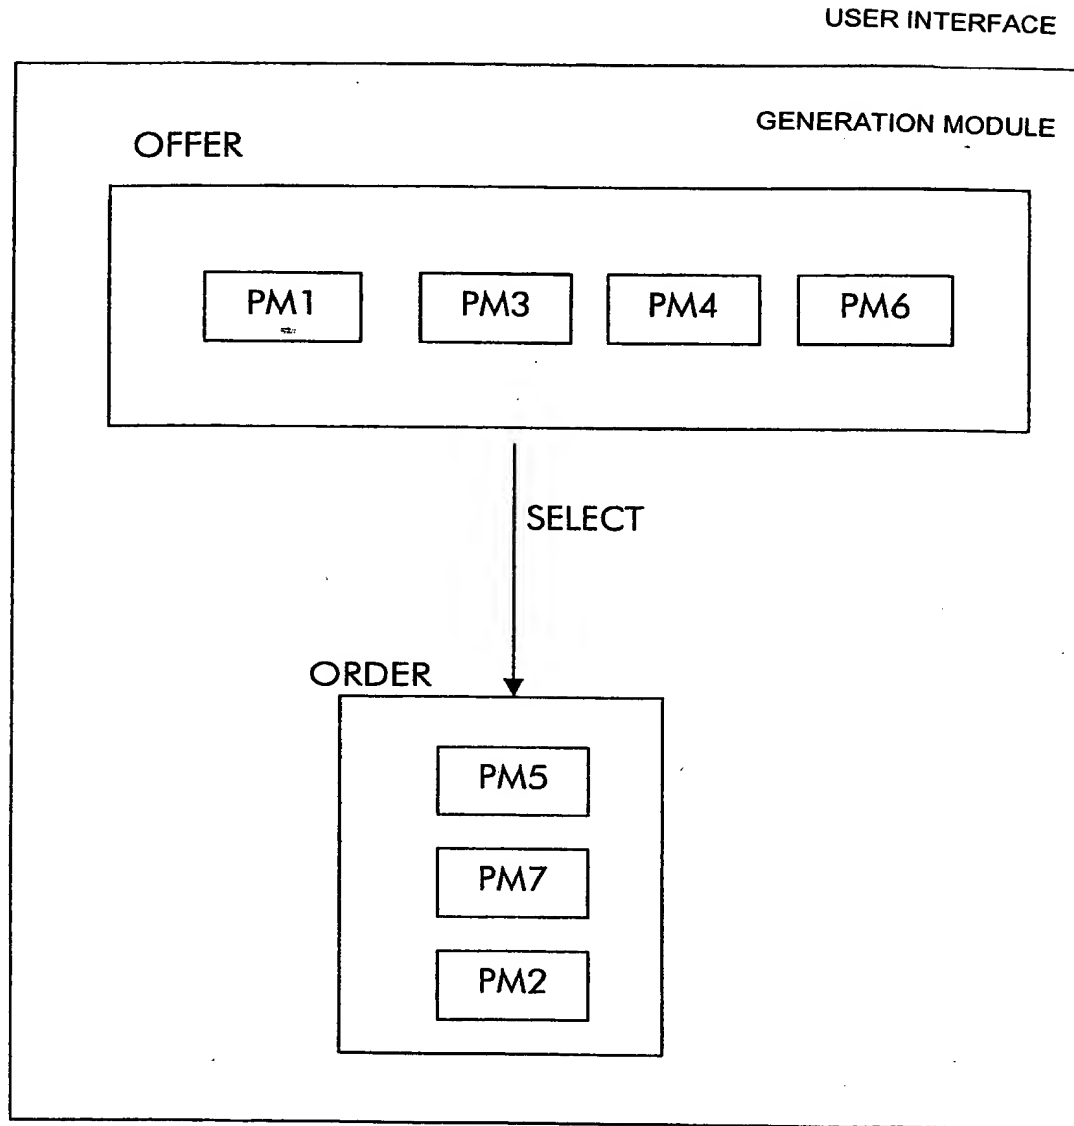 USER INTERFACE
GENERATION MODULE
OFFER
PM1 PM3 PM4 PM6
SELECT
ORDER
PM5
PM7
PM2